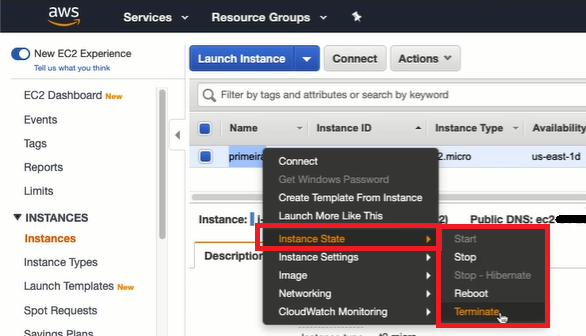 aws
Services
Resource Groups
New EC2 Experience
Tell us what you think
EC2 Dashboard New
Events
Tags
Reports
Limits
INSTANCES
Instances
Instance Types
Launch Templates New
Spot Requests
Savings Plans
Launch Instance
Connect
Actions
Filter by tags and attributes or search by keyword
Name
Instance ID
Instance Type
Availability
primeira
t2.micro
us-east-1d
Connect
Get Windows Password
Create Template From Instance
Launch More Like This
Instance State
Instance Settings
Image
Networking
CloudWatch Monitoring
Start
Stop
Stop - Hibernate
Reboot
Terminate
Instance:
Public DNS: ec2-
Description
t2.micro